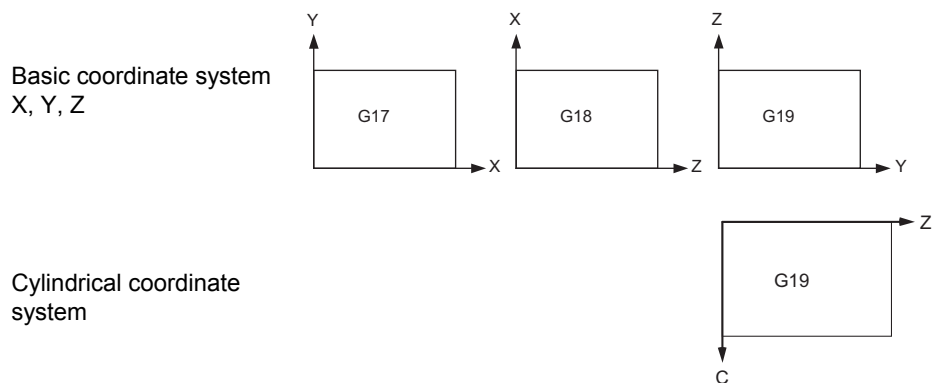 Y
X
Z
Basic coordinate system
X, Y, Z
G17
G18
G19
X
Z
Y
Z
Cylindrical coordinate
system
G19
C